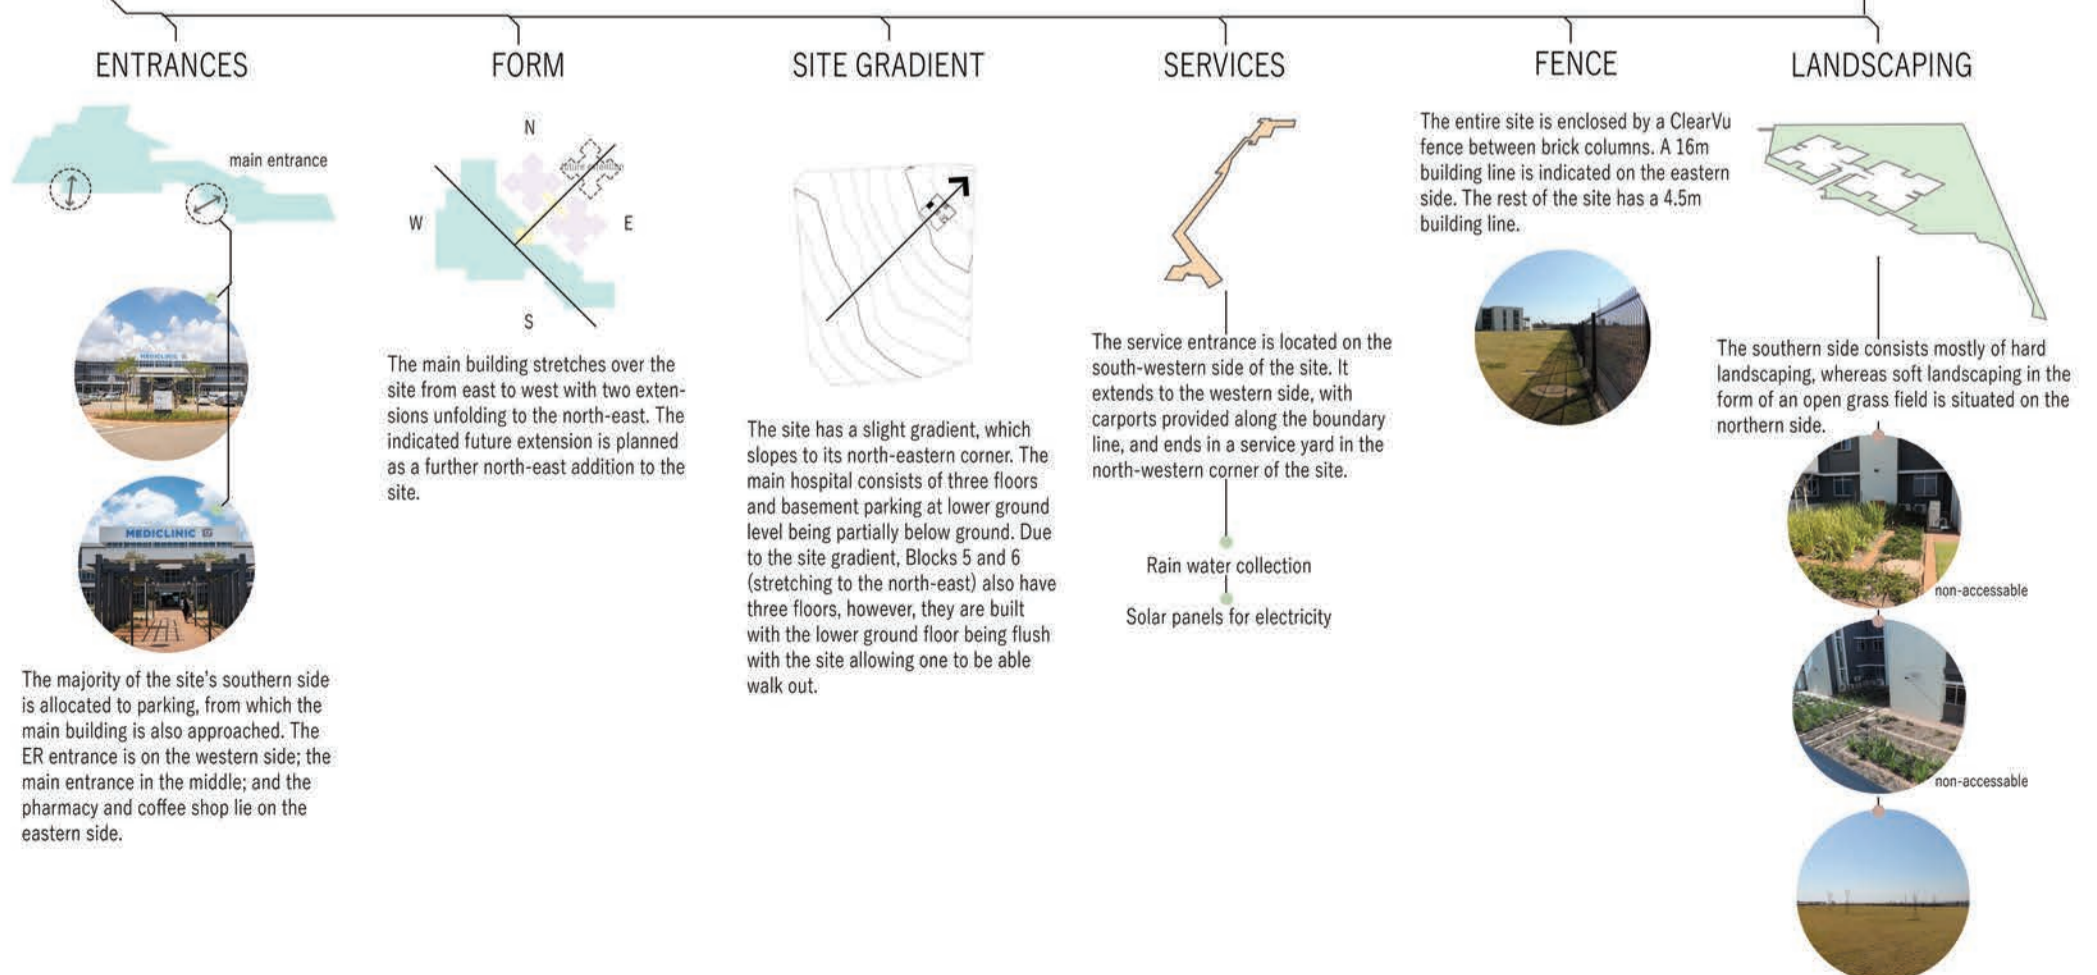 ENTRANCES
main entrance
MEDICLINIC
MEDICLINIC
The majority of the site's southern side
is allocated to parking, from which the
main building is also approached. The
ER entrance is on the western side; the
main entrance in the middle; and the
pharmacy and coffee shop lie on the
eastern side.
FORM
N
future extension
W
E
S
The main building stretches over the
site from east to west with two exten-
sions unfolding to the north-east. The
indicated future extension is planned
as a further north-east addition to the
site.
SITE GRADIENT
The site has a slight gradient, which
slopes to its north-eastern corner. The
main hospital consists of three floors
and basement parking at lower ground
level being partially below ground. Due
to the site gradient, Blocks 5 and 6
(stretching to the north-east) also have
three floors, however, they are built
with the lower ground floor being flush
with the site allowing one to be able
walk out.
SERVICES
The service entrance is located on the
south-western side of the site. It
extends to the western side, with
carports provided along the boundary
line, and ends in a service yard in the
north-western corner of the site.
Rain water collection
Solar panels for electricity
FENCE
The entire site is enclosed by a ClearVu
fence between brick columns. A 16m
building line is indicated on the eastern
side. The rest of the site has a 4.5m
building line.
LANDSCAPING
The southern side consists mostly of hard
landscaping, whereas soft landscaping in the
form of an open grass field is situated on the
northern side.
non-accessable
non-accessable